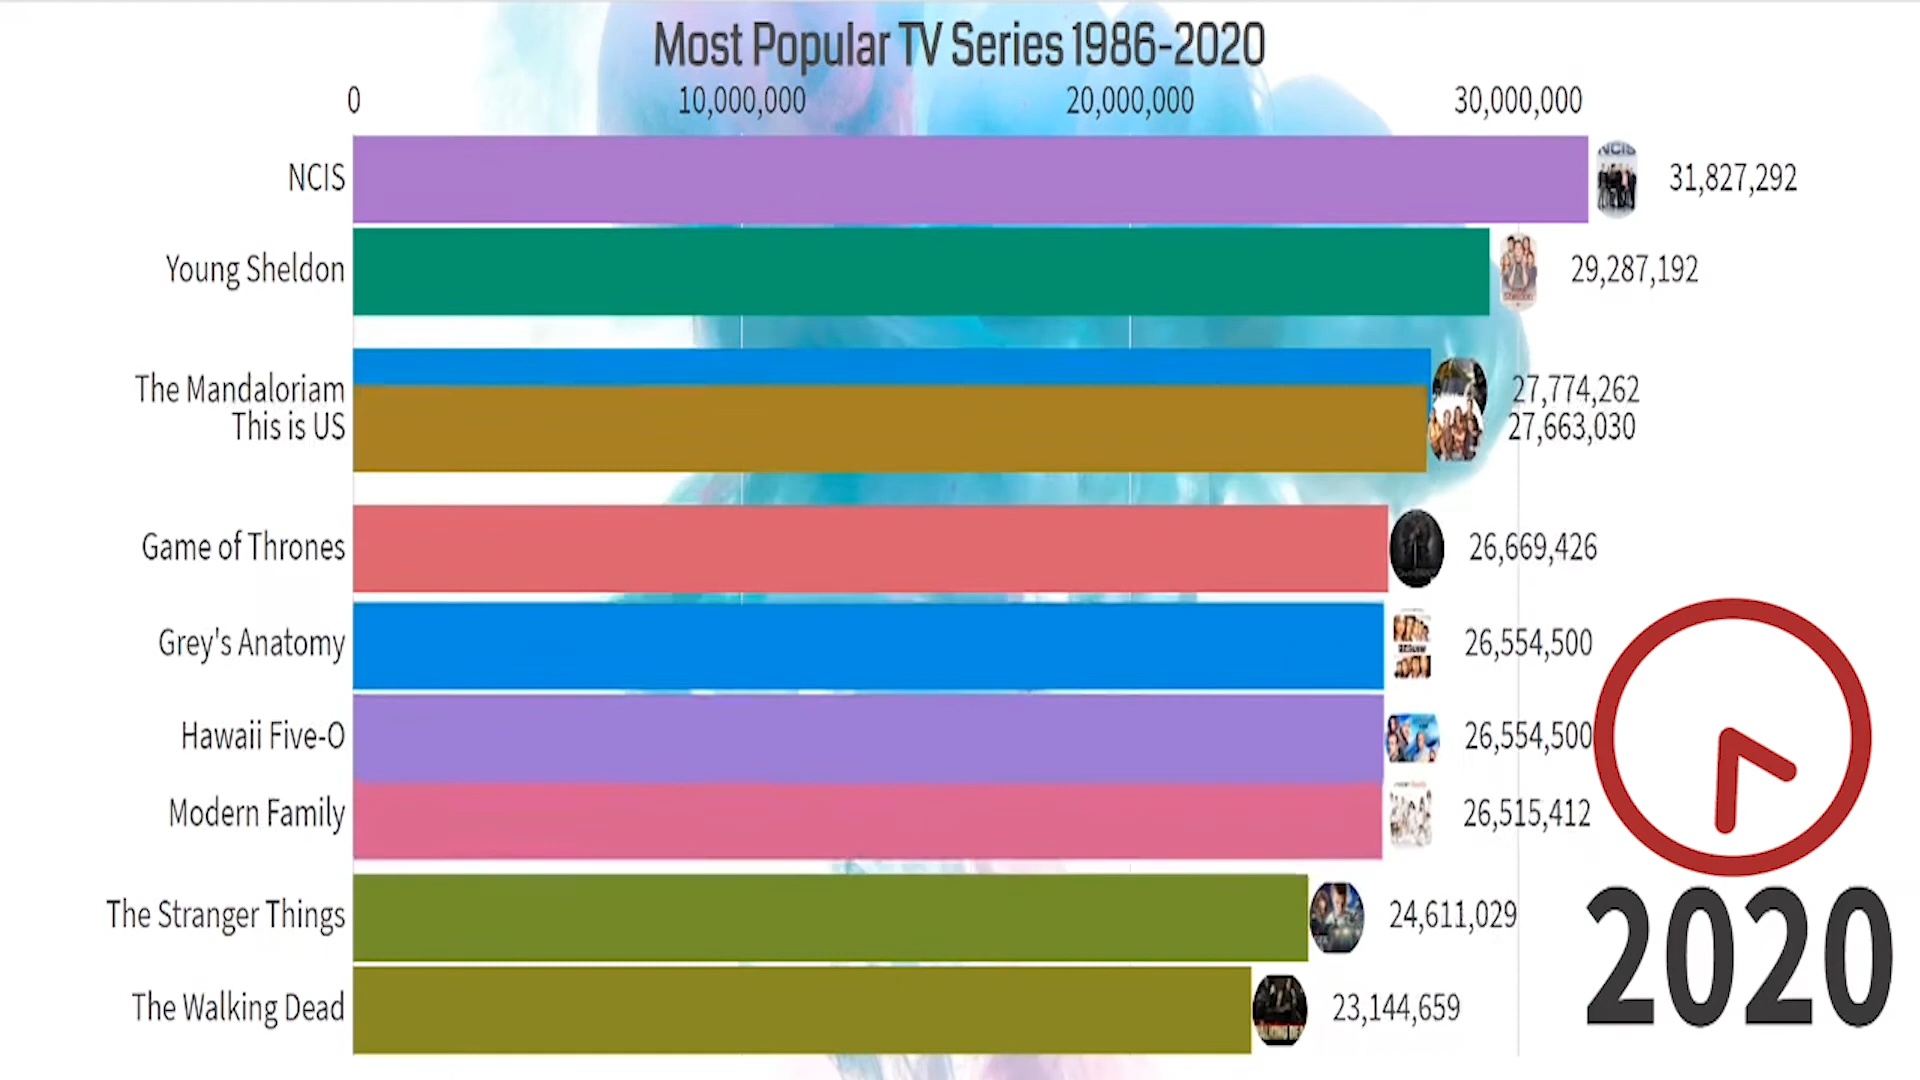 Most Popular TV Series 1986-2020
0 10,000,000 20,000,000 30,000,000
NCIS 31,827,292
Young Sheldon 29,287,192
The Mandaloriam 27,774,262
This is US 27,663,030
Game of Thrones 26,669,426
Grey's Anatomy 26,554,500
Hawaii Five-O 26,554,500
Modern Family 26,515,412
The Stranger Things 24,611,029
The Walking Dead 23,144,659
2020
NCIS